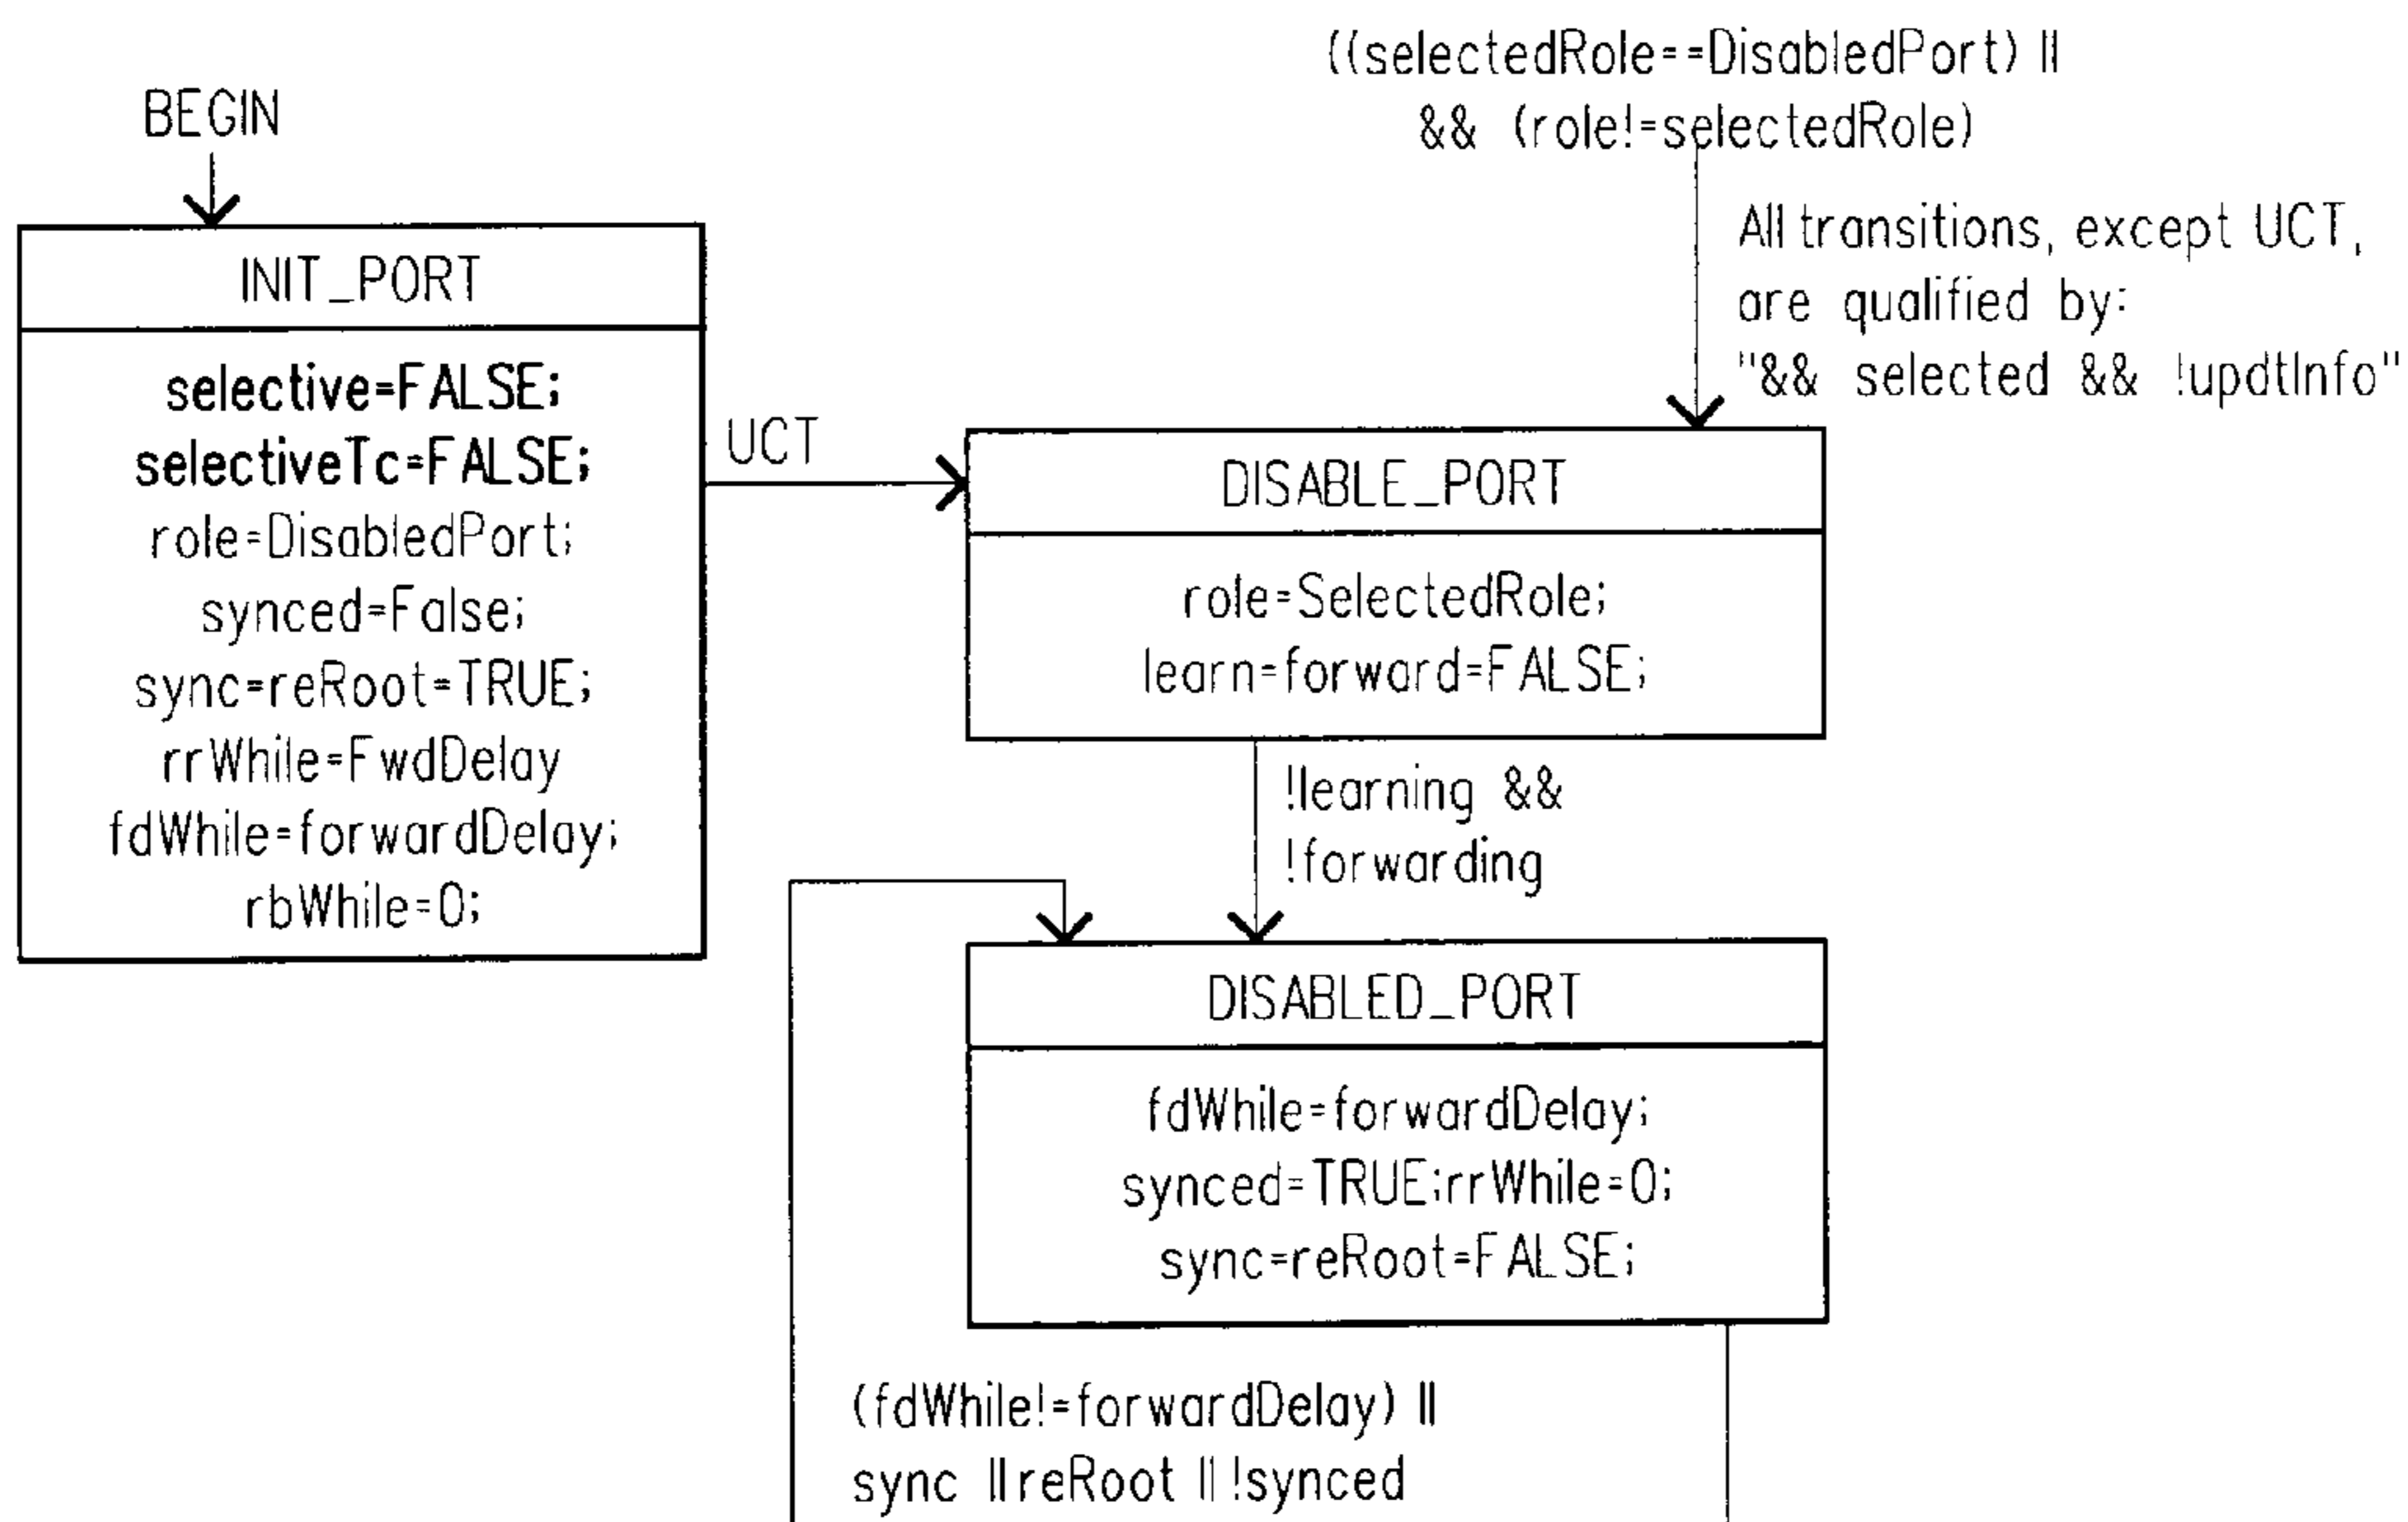 BEGIN
INIT_PORT
selective=FALSE;
selectiveTc=FALSE;
role=DisabledPort;
synced=False;
sync=reRoot=TRUE;
rrWhile=FwdDelay
fdWhile=forwardDelay;
rbWhile=0;
UCT
((selectedRole==DisabledPort) ||
&& (role!=selectedRole)
All transitions, except UCT,
are qualified by:
"&& selected && !updtInfo"
DISABLE_PORT
role=SelectedRole;
learn=forward=FALSE;
!learning &&
!forwarding
DISABLED_PORT
fdWhile=forwardDelay;
synced=TRUE;rrWhile=0;
sync=reRoot=FALSE;
(fdWhile!=forwardDelay) ||
sync ||reRoot || !synced